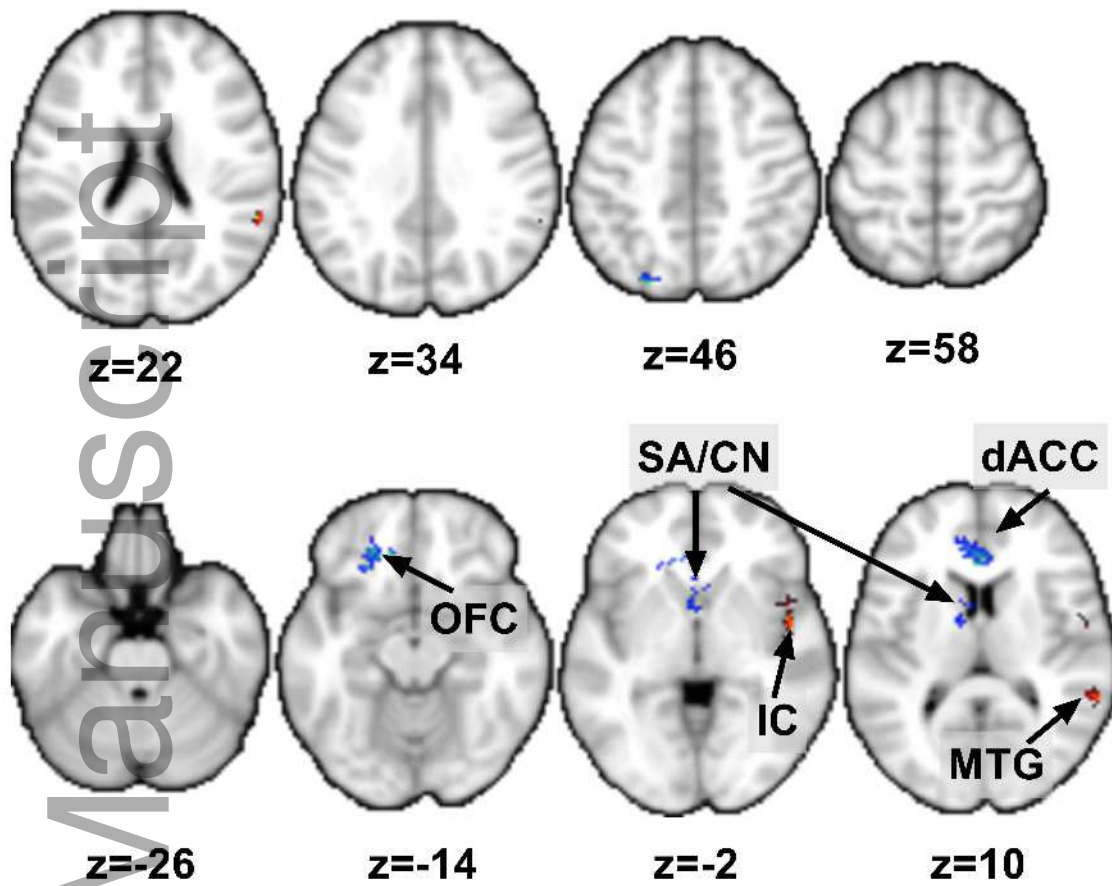 Manuscript
z=22 z=34 z=46 z=58
SA/CN dACC
OFC
IC
MTG
z=-26 z=-14 z=-2 z=10